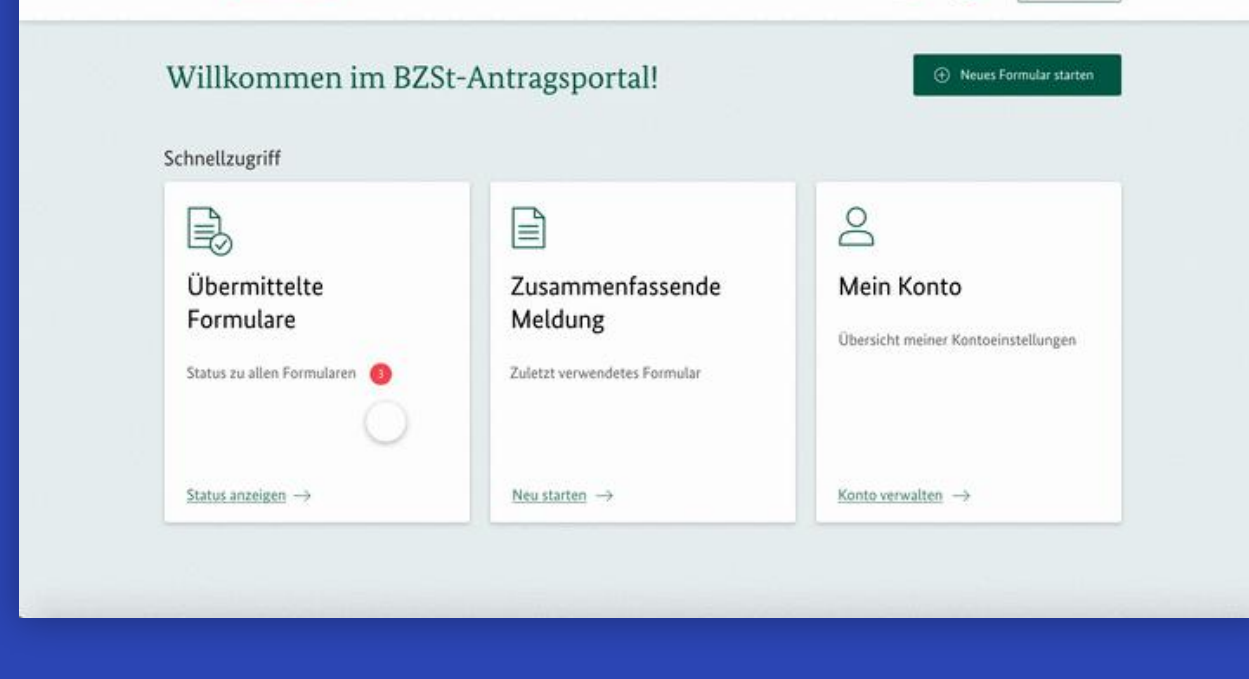 Willkommen im BZSt-Antragsportal!
Neues Formular starten
Schnellzugriff
Übermittelte
Formulare
Status zu allen Formularen 3
Status anzeigen
Zusammenfassende
Meldung
Zuletzt verwendetes Formular
Neu starten
Mein Konto
Übersicht meiner Kontoeinstellungen
Konto verwalten